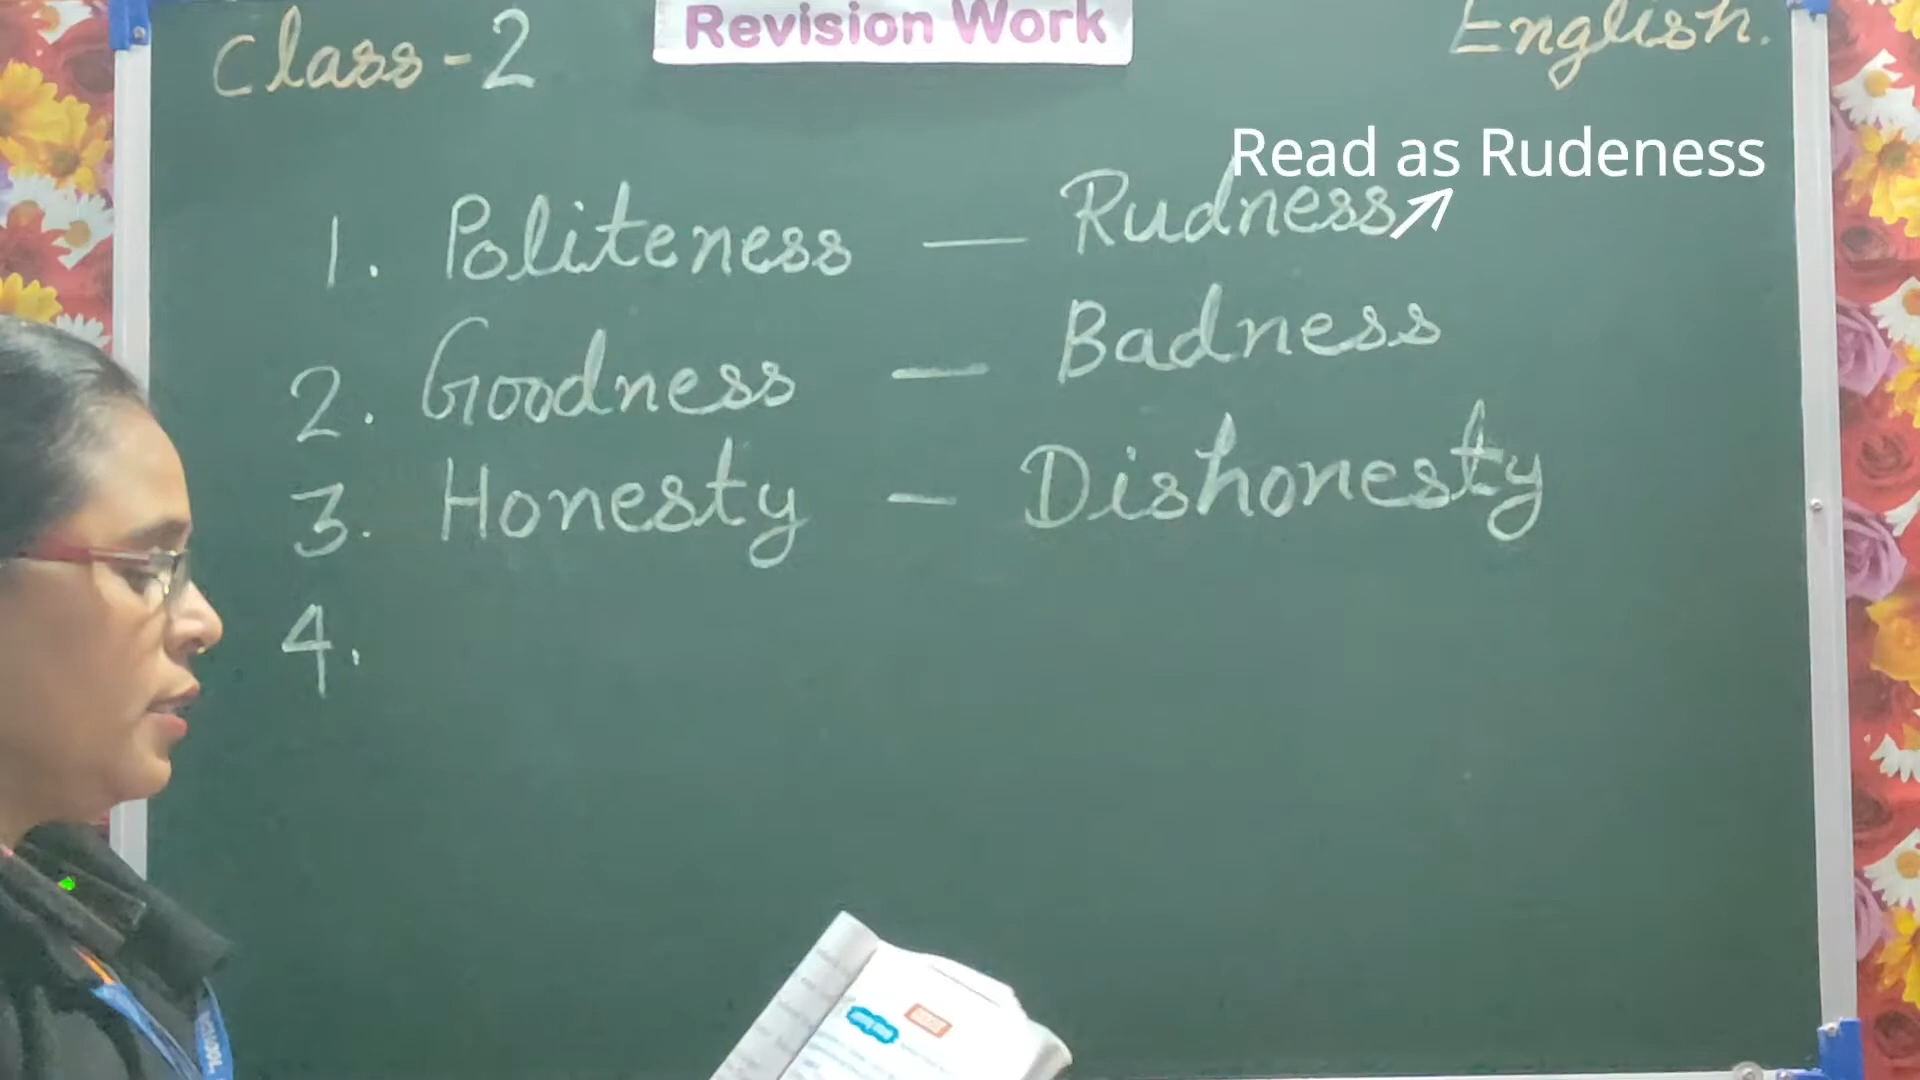 Revision Work
Class-2 English.
Read as Rudeness
1. Politeness — Rudness
2. Goodness — Badness
3. Honesty — Dishonesty
4.